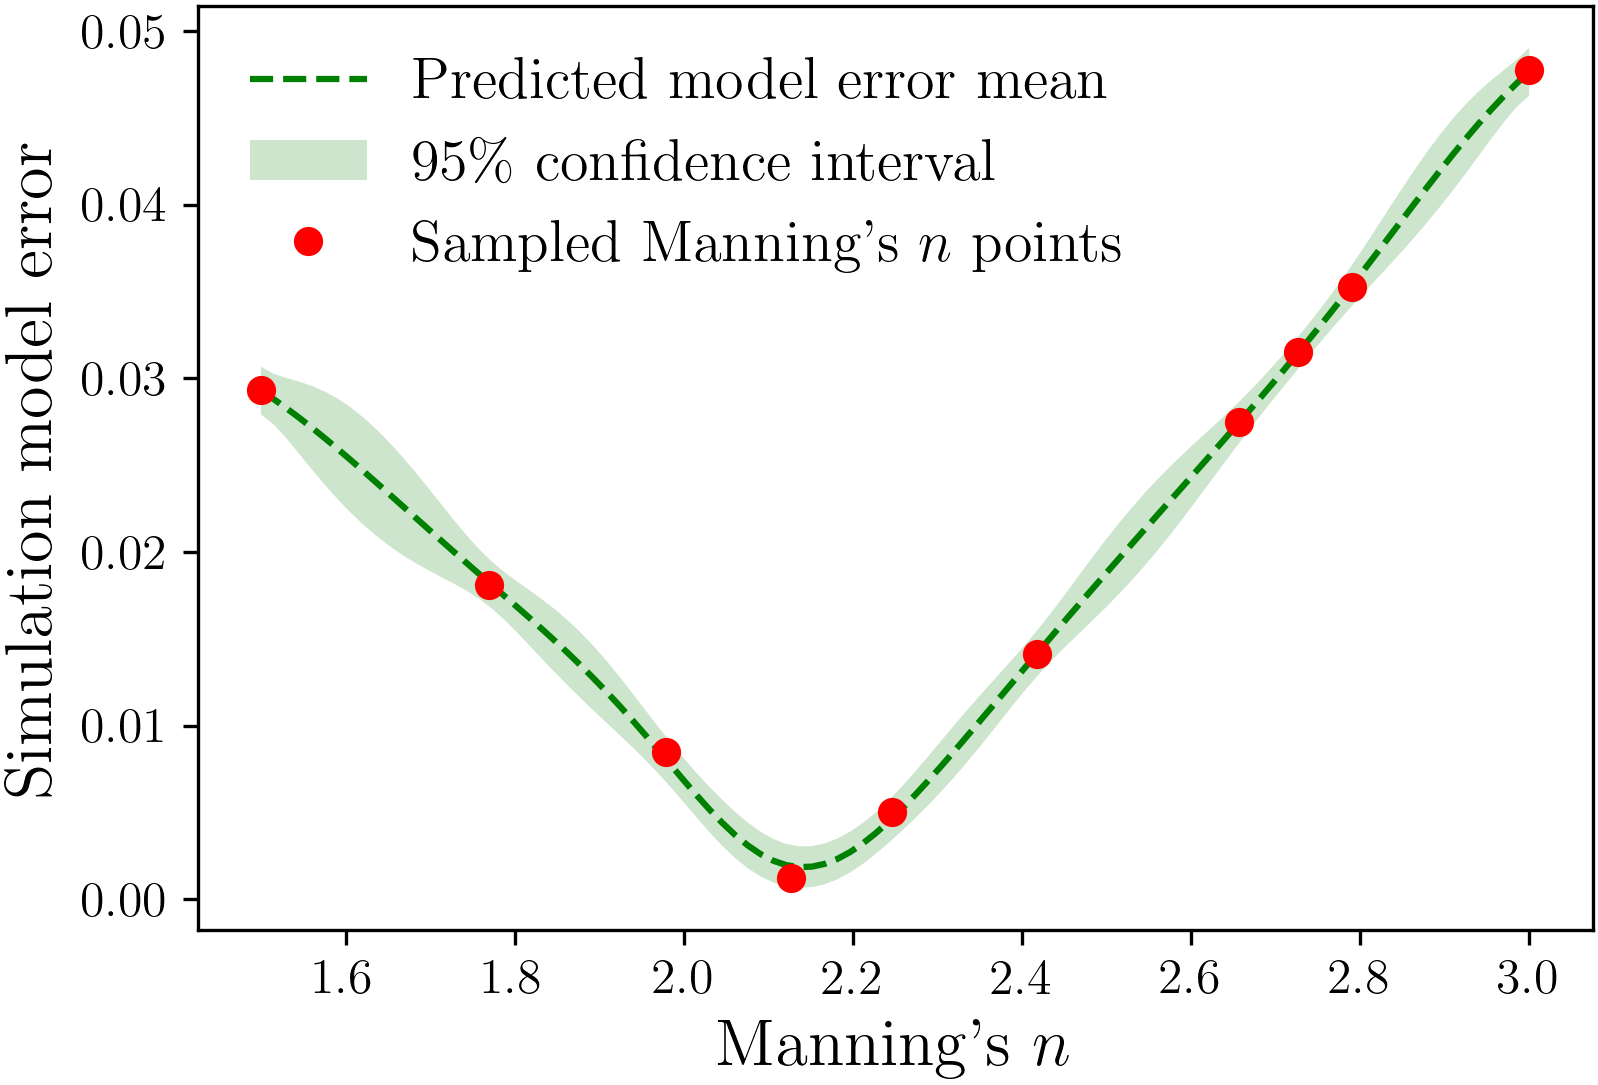 0.05
0.04
0.03
0.02
0.01
0.00
Simulation model error
Predicted model error mean
95% confidence interval
Sampled Manning's n points
1.6 1.8 2.0 2.2 2.4 2.6 2.8 3.0
Manning's n